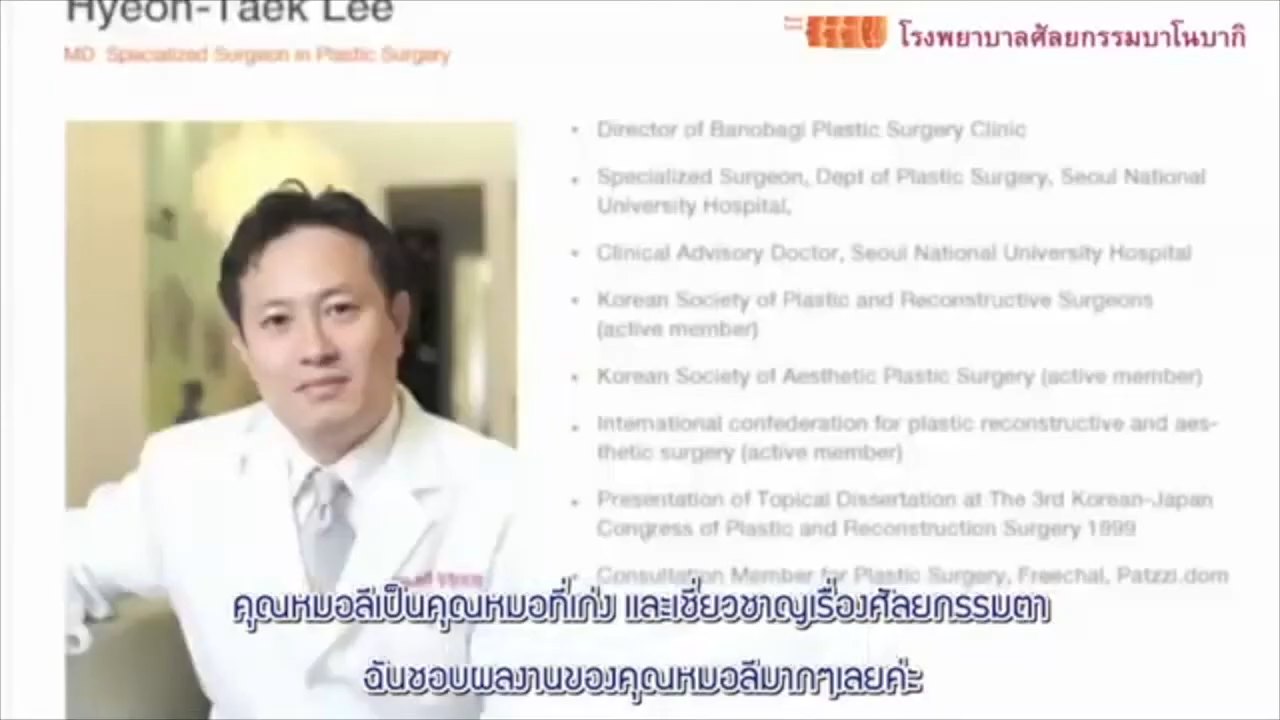 Hyeon-Taek Lee
MD Specialized Surgeon in Plastic Surgery
โรงพยาบาลศัลยกรรมบาโนบากิ
• Director of Banobagi Plastic Surgery Clinic
• Specialized Surgeon, Dept of Plastic Surgery, Seoul National
University Hospital,
• Clinical Advisory Doctor, Seoul National University Hospital
• Korean Society of Plastic and Reconstructive Surgeons
(active member)
• Korean Society of Aesthetic Plastic Surgery (active member)
• International confederation for plastic reconstructive and aes-
thetic surgery (active member)
• Presentation of Topical Dissertation at The 3rd Korean-Japan
Congress of Plastic and Reconstruction Surgery 1999
• Consultation Member for Plastic Surgery, Freechal, Patzzi.dom
คุณหมอลีเป็นคุณหมอที่เก่ง และเชี่ยวชาญเรื่องศัลยกรรมตา
ฉันชอบผลงานของคุณหมอลีมากๆเลยค่ะ